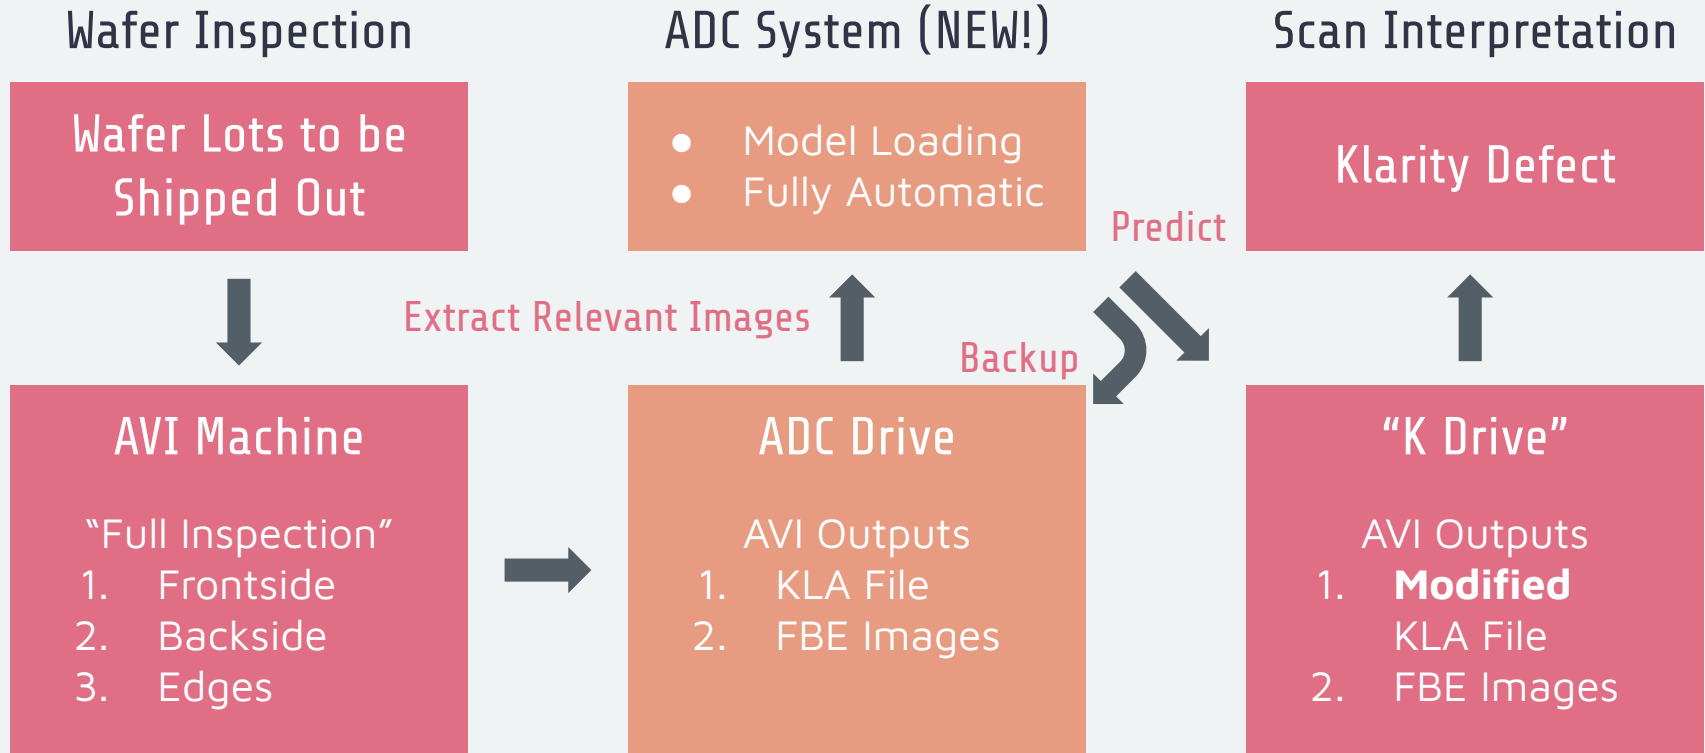 Wafer Inspection
Wafer Lots to be
Shipped Out
AVI Machine
“Full Inspection”
1. Frontside
2. Backside
3. Edges
ADC System (NEW!)
● Model Loading
● Fully Automatic
Extract Relevant Images
Predict
Backup
ADC Drive
AVI Outputs
1. KLA File
2. FBE Images
Scan Interpretation
Klarity Defect
“K Drive”
AVI Outputs
1. Modified
KLA File
2. FBE Images